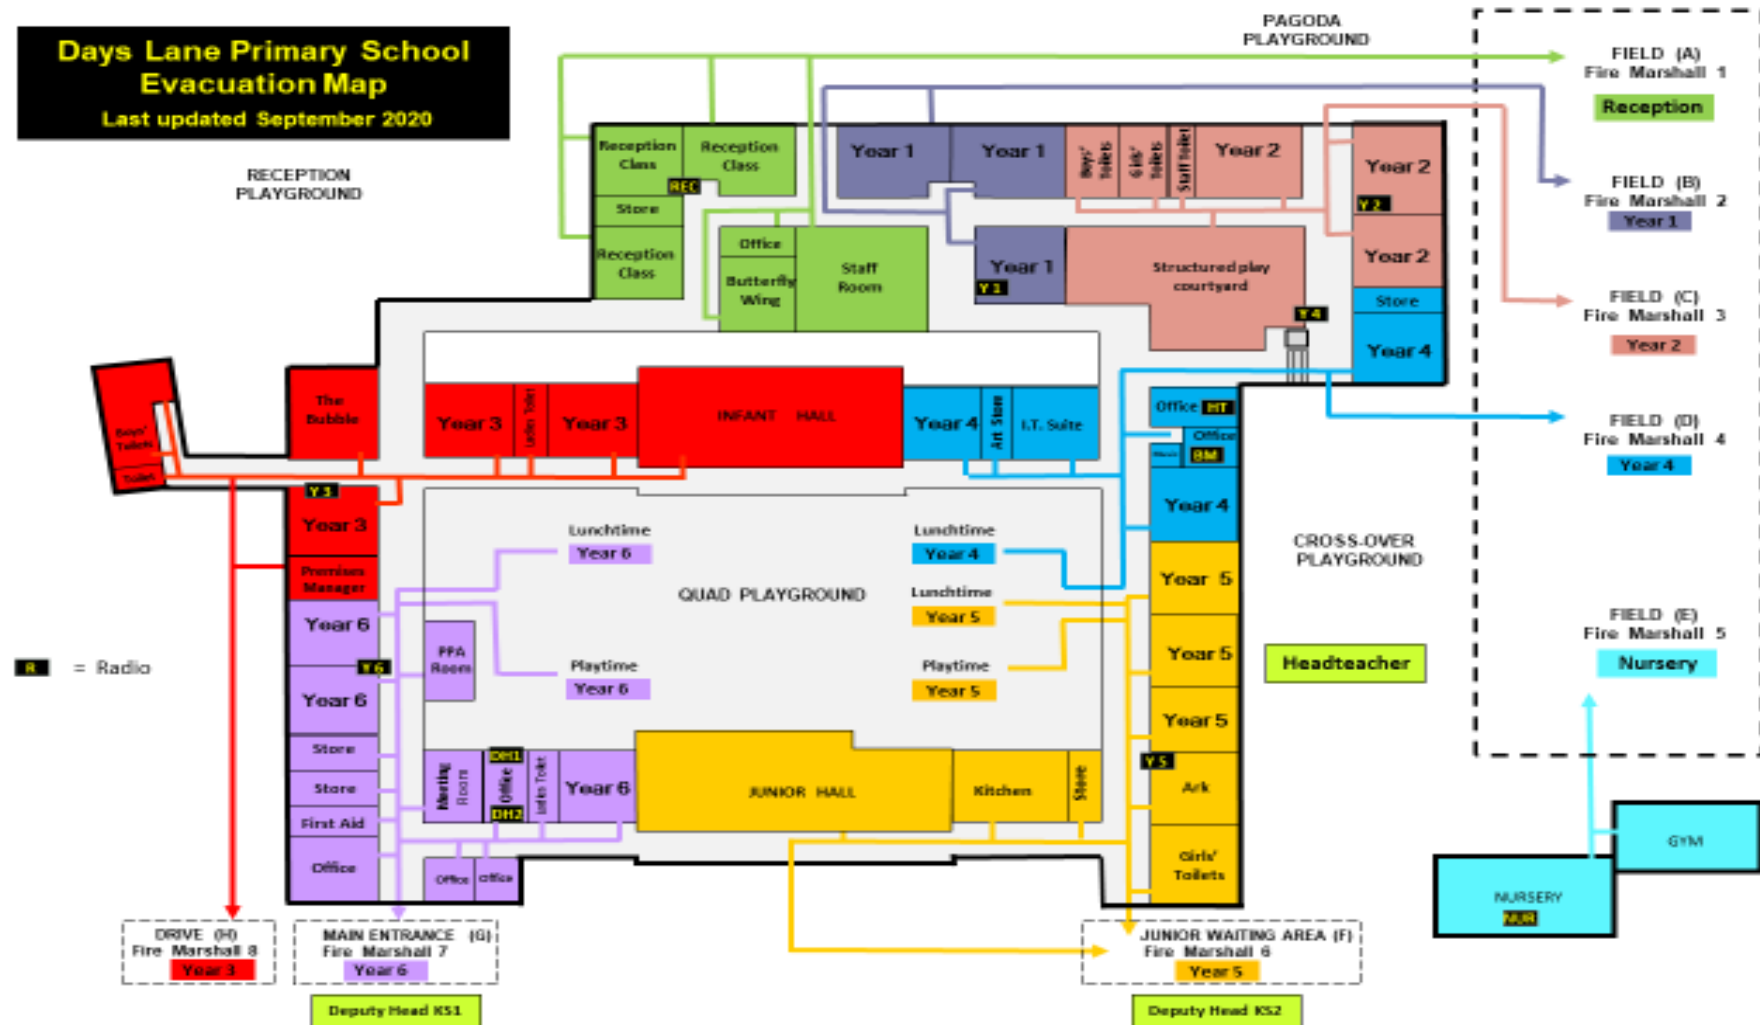 Days Lane Primary School
Evacuation Map
Last updated September 2020
PAGODA
PLAYGROUND
RECEPTION
PLAYGROUND
FIELD (A)
Fire Marshall 1
Reception
FIELD (B)
Fire Marshall 2
Year 1
FIELD (C)
Fire Marshall 3
Year 2
FIELD (D)
Fire Marshall 4
Year 4
FIELD (E)
Fire Marshall 5
Nursery
Reception
Class
Reception
Class
REC
Store
Reception
Class
Office
Butterfly
Wing
Staff
Room
Year 1
Year 1
Year 1
Y1
Boys'
Toilets
Girls'
Toilets
Staff Toilet
Year 2
Year 2
Y2
Year 2
Structured play
courtyard
Y4
Store
Year 4
The
Bubble
Boys'
Toilets
Toilet
Year 3
Ladies Toilet
Year 3
INFANT HALL
Year 4
Art Store
I.T. Suite
Office HT
Office
BM
Year 4
Y3
Year 3
Premises
Manager
Lunchtime
Year 6
Lunchtime
Year 4
QUAD PLAYGROUND
Lunchtime
Year 5
Playtime
Year 6
Playtime
Year 5
CROSS-OVER
PLAYGROUND
Headteacher
Year 5
Year 5
Year 5
Y5
Ark
Girls'
Toilets
R = Radio
Year 6
Y6
Year 6
PPA
Room
Store
Store
First Aid
Office
Meeting
Room
DH1
Office
DH2
Ladies Toilet
Year 6
JUNIOR HALL
Kitchen
Store
Office
Office
GYM
NURSERY
NUR
DRIVE (H)
Fire Marshall 8
Year 3
MAIN ENTRANCE (G)
Fire Marshall 7
Year 6
JUNIOR WAITING AREA (F)
Fire Marshall 6
Year 5
Deputy Head KS1
Deputy Head KS2